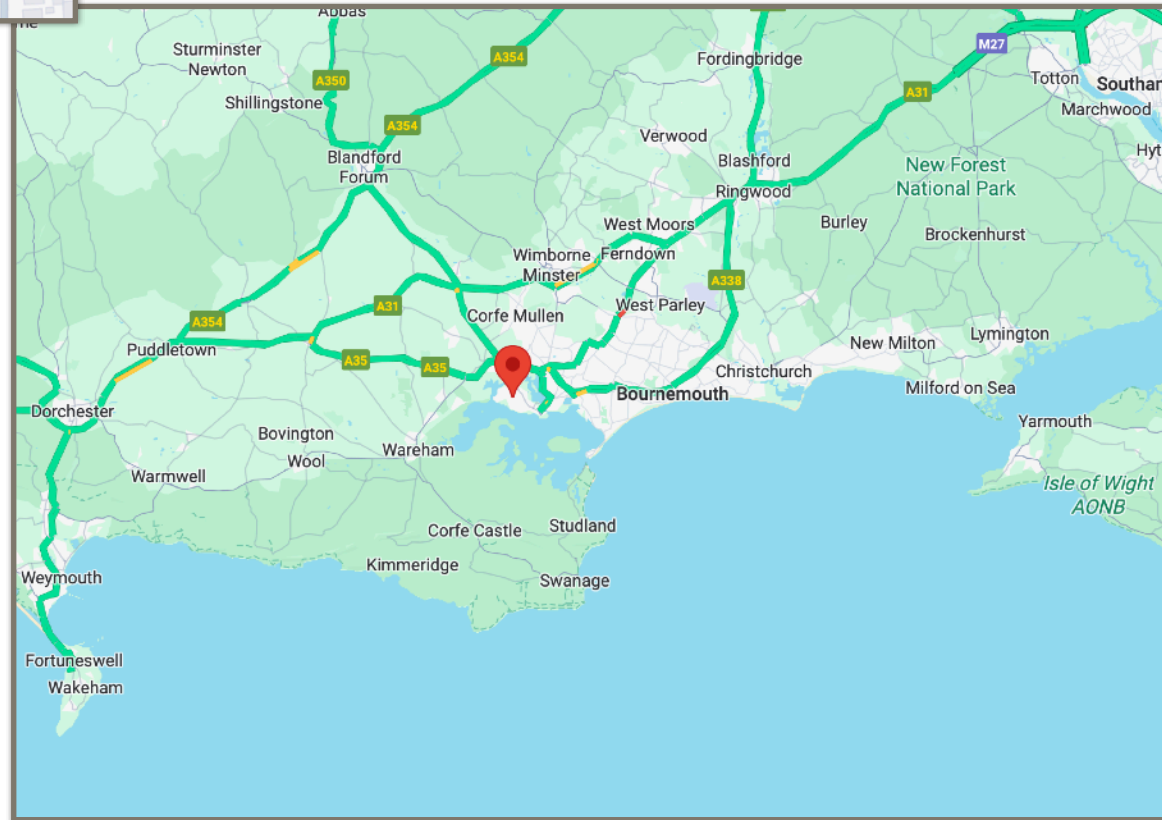 Abbas
Sturminster
Newton
A354
Fordingbridge
M27
A350
Totton
Southar
Shillingstone
A31
Marchwood
A354
Verwood
Hyt
Blandford
Forum
Blashford
New Forest
National Park
Ringwood
West Moors
Burley
Brockenhurst
Wimborne
Minster
Ferndown
A338
A31
West Parley
Corfe Mullen
A354
Lymington
New Milton
Puddletown
A35
A35
Christchurch
Milford on Sea
Bournemouth
Dorchester
Yarmouth
Bovington
Wareham
Wool
Warmwell
Isle of Wight
AONB
Corfe Castle
Studland
Kimmeridge
Swanage
Weymouth
Fortuneswell
Wakeham